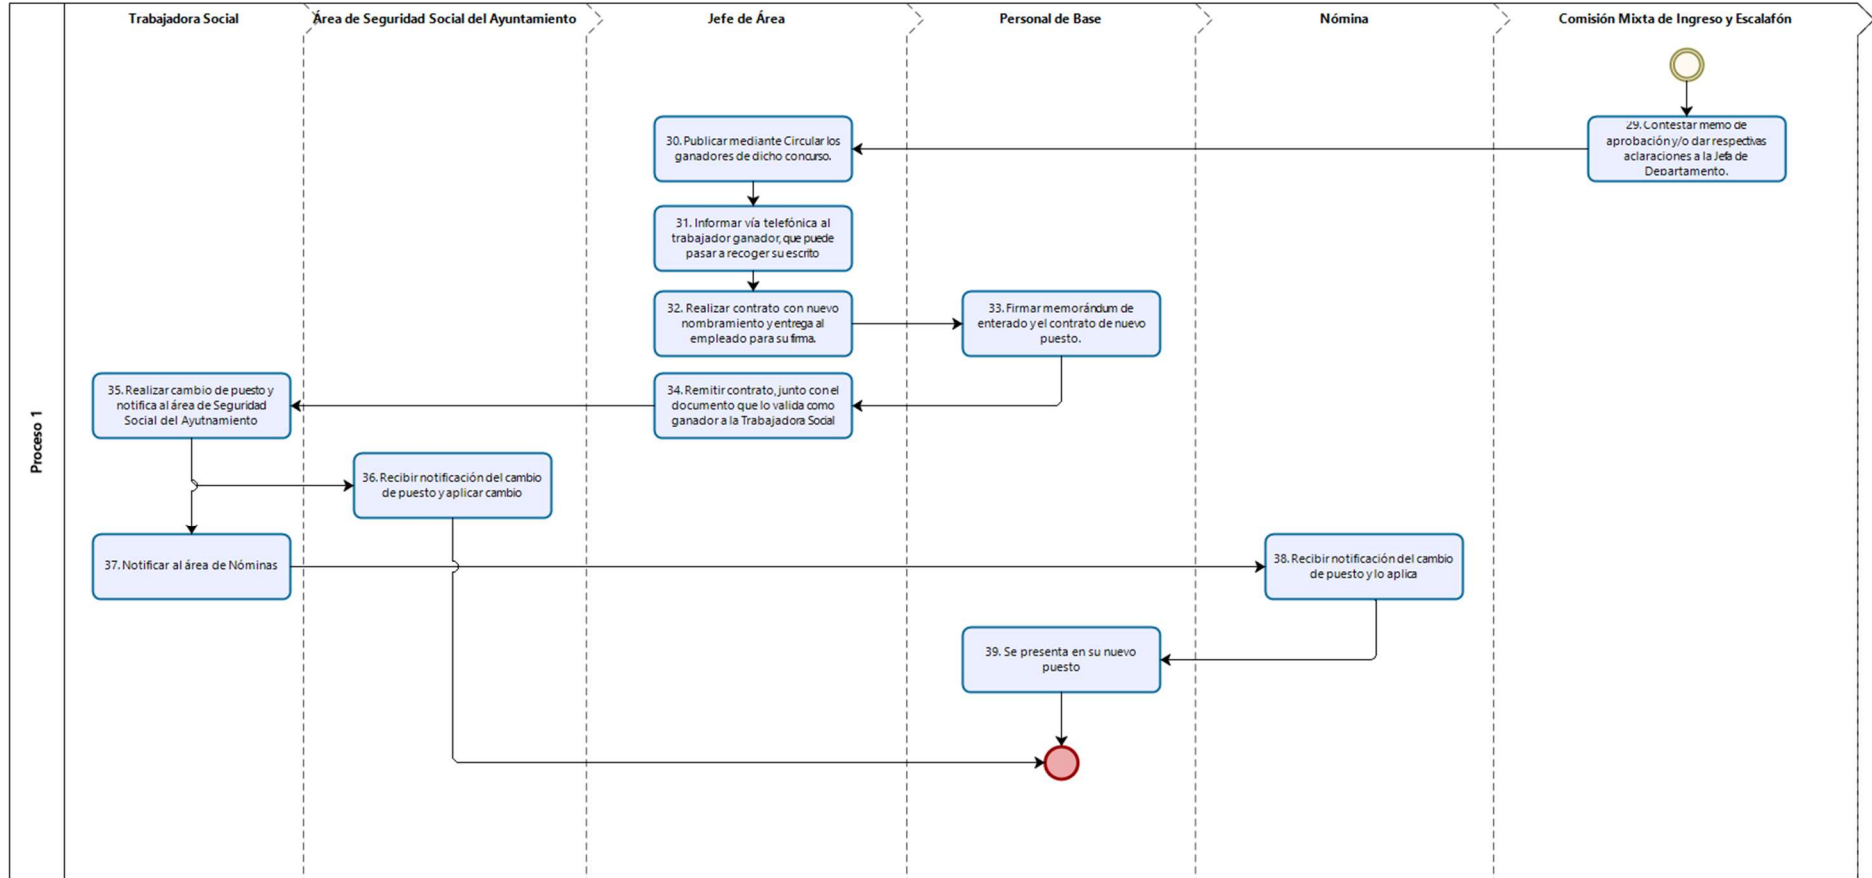 Trabajadora Social
Área de Seguridad Social del Ayuntamiento
Jefe de Área
Personal de Base
Nómina
Comisión Mixta de Ingreso y Escalafón
Proceso 1
29. Contestar memo de
aprobación y/o dar respectivas
aclaraciones a la Jefa de
Departamento.
30. Publicar mediante Circular los
ganadores de dicho concurso.
31. Informar vía telefónica al
trabajador ganador, que puede
pasar a recoger su escrito
32. Realizar contrato con nuevo
nombramiento y entrega al
empleado para su firma.
33. Firmar memorándum de
enterado y el contrato de nuevo
puesto.
34. Remitir contrato, junto con el
documento que lo valida como
ganador a la Trabajadora Social
35. Realizar cambio de puesto y
notifica al área de Seguridad
Social del Ayutnamiento
36. Recibir notificación del cambio
de puesto y aplicar cambio
37. Notificar al área de Nóminas
38. Recibir notificación del cambio
de puesto y lo aplica
39. Se presenta en su nuevo
puesto